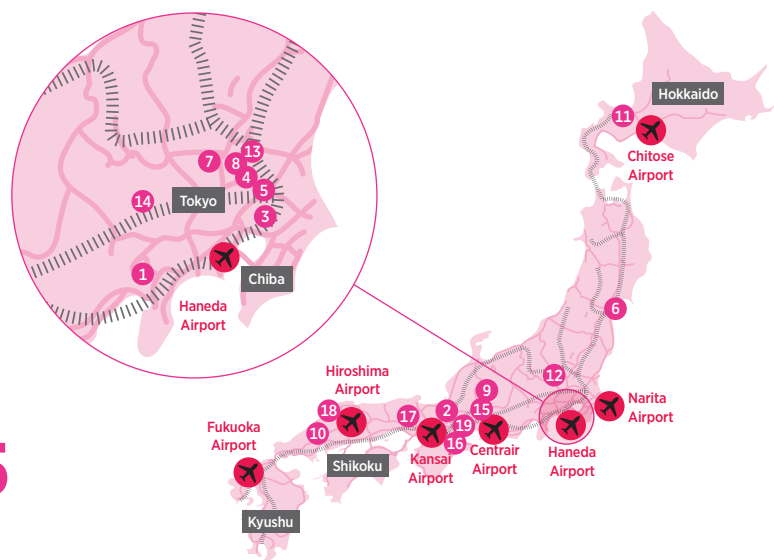 Hokkaido
11
Chitose
Airport
13
7
8
4
5
14
Tokyo
3
1
Chiba
Haneda
Airport
6
12
Hiroshima
Airport
9
Narita
Airport
18
17
2
15
Fukuoka
Airport
10
19
16
Shikoku
Kansai
Airport
Centrair
Airport
Haneda
Airport
Kyushu